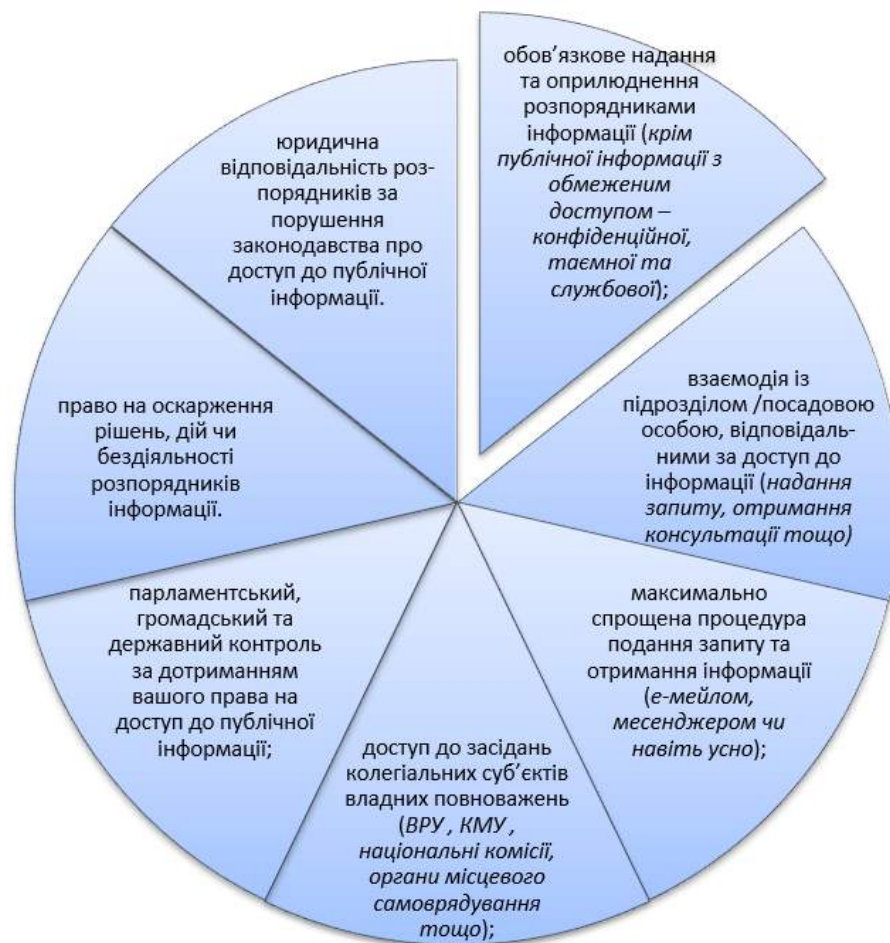 обов’язкове надання
та оприлюднення
розпорядниками
інформації (крім
публічної інформації з
обмеженим
доступом –
конфіденційної,
таємної та
службової);
взаємодія із
підрозділом /посадовою
особою, відповідаль-
ними за доступ до
інформації (надання
запиту, отримання
консультації тощо)
максимально
спрощена процедура
подання запиту та
отримання інформації
(е-мейлом,
месенджером чи
навіть усно);
доступ до засідань
колегіальних суб’єктів
владних повноважень
(ВРУ , КМУ ,
національні комісії,
органи місцевого
самоврядування
тощо);
парламентський,
громадський та
державний контроль
за дотриманням
вашого права на
доступ до публічної
інформації;
право на оскарження
рішень, дій чи
бездіяльності
розпорядників
інформації.
юридична
відповідальність роз-
порядників за
порушення
законодавства про
доступ до публічної
інформації.